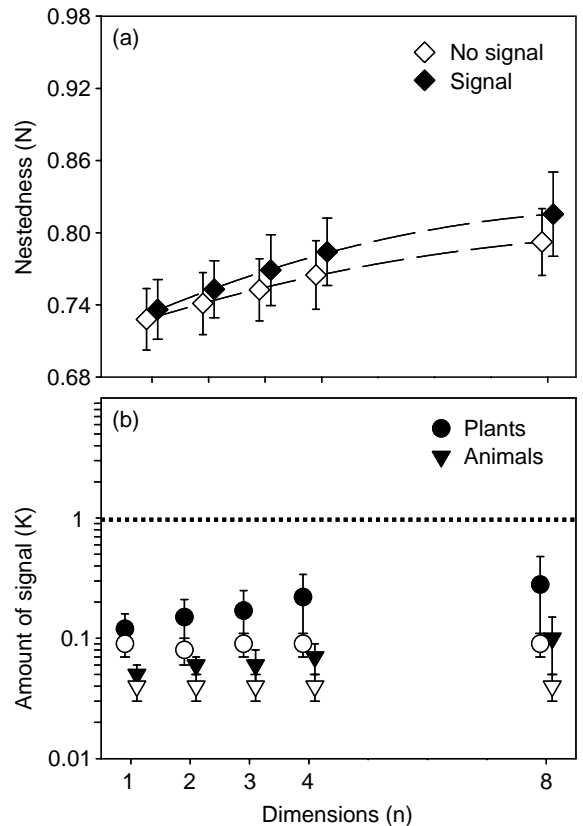 (a)
No signal
Signal
0.98
0.92
0.86
0.80
0.74
0.68
Nestedness (N)
(b)
Plants
Animals
1
0.1
0.01
Amount of signal (K)
1 2 3 4 8
Dimensions (n)